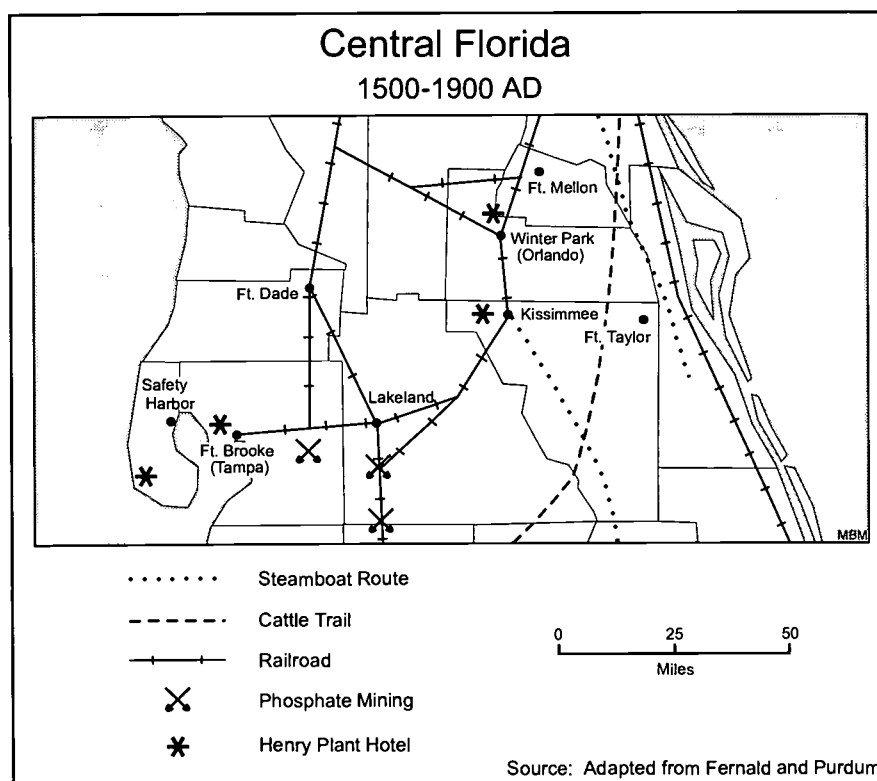 Central Florida
1500-1900 AD
Ft. Mellon
Winter Park
(Orlando)
Ft. Dade
Kissimmee
Ft. Taylor
Safety
Harbor
Lakeland
Ft. Brooke
(Tampa)
MBM
Steamboat Route
Cattle Trail
Railroad
Phosphate Mining
Henry Plant Hotel
0 25 50
Miles
Source: Adapted from Fernald and Purdum